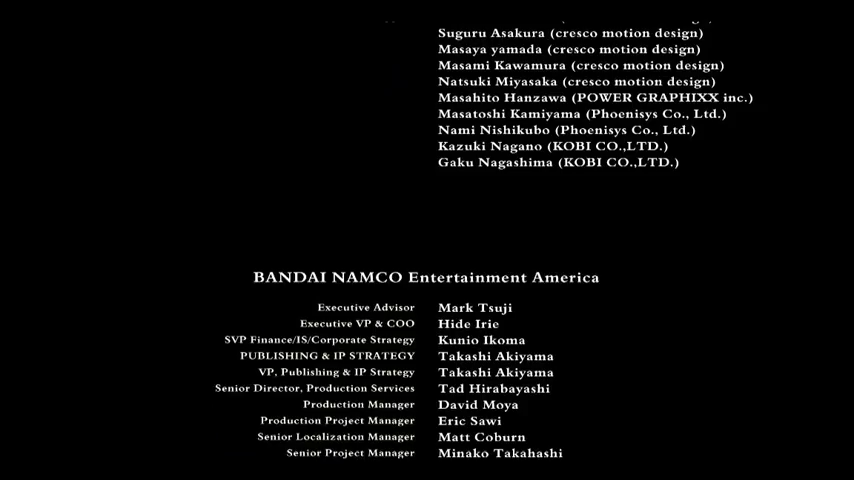 Suguru Asakura (cresco motion design)
Masaya yamada (cresco motion design)
Masami Kawamura (cresco motion design)
Natsuki Miyasaka (cresco motion design)
Masahito Hanzawa (POWER GRAPHIXX inc.)
Masatoshi Kamiyama (Phoenisys Co., Ltd.)
Nami Nishikubo (Phoenisys Co., Ltd.)
Kazuki Nagano (KOBI CO.,LTD.)
Gaku Nagashima (KOBI CO.,LTD.)
BANDAI NAMCO Entertainment America
Executive Advisor Mark Tsuji
Executive VP & COO Hide Irie
SVP Finance/IS/Corporate Strategy Kunio Ikoma
PUBLISHING & IP STRATEGY Takashi Akiyama
VP, Publishing & IP Strategy Takashi Akiyama
Senior Director, Production Services Tad Hirabayashi
Production Manager David Moya
Production Project Manager Eric Sawi
Senior Localization Manager Matt Coburn
Senior Project Manager Minako Takahashi